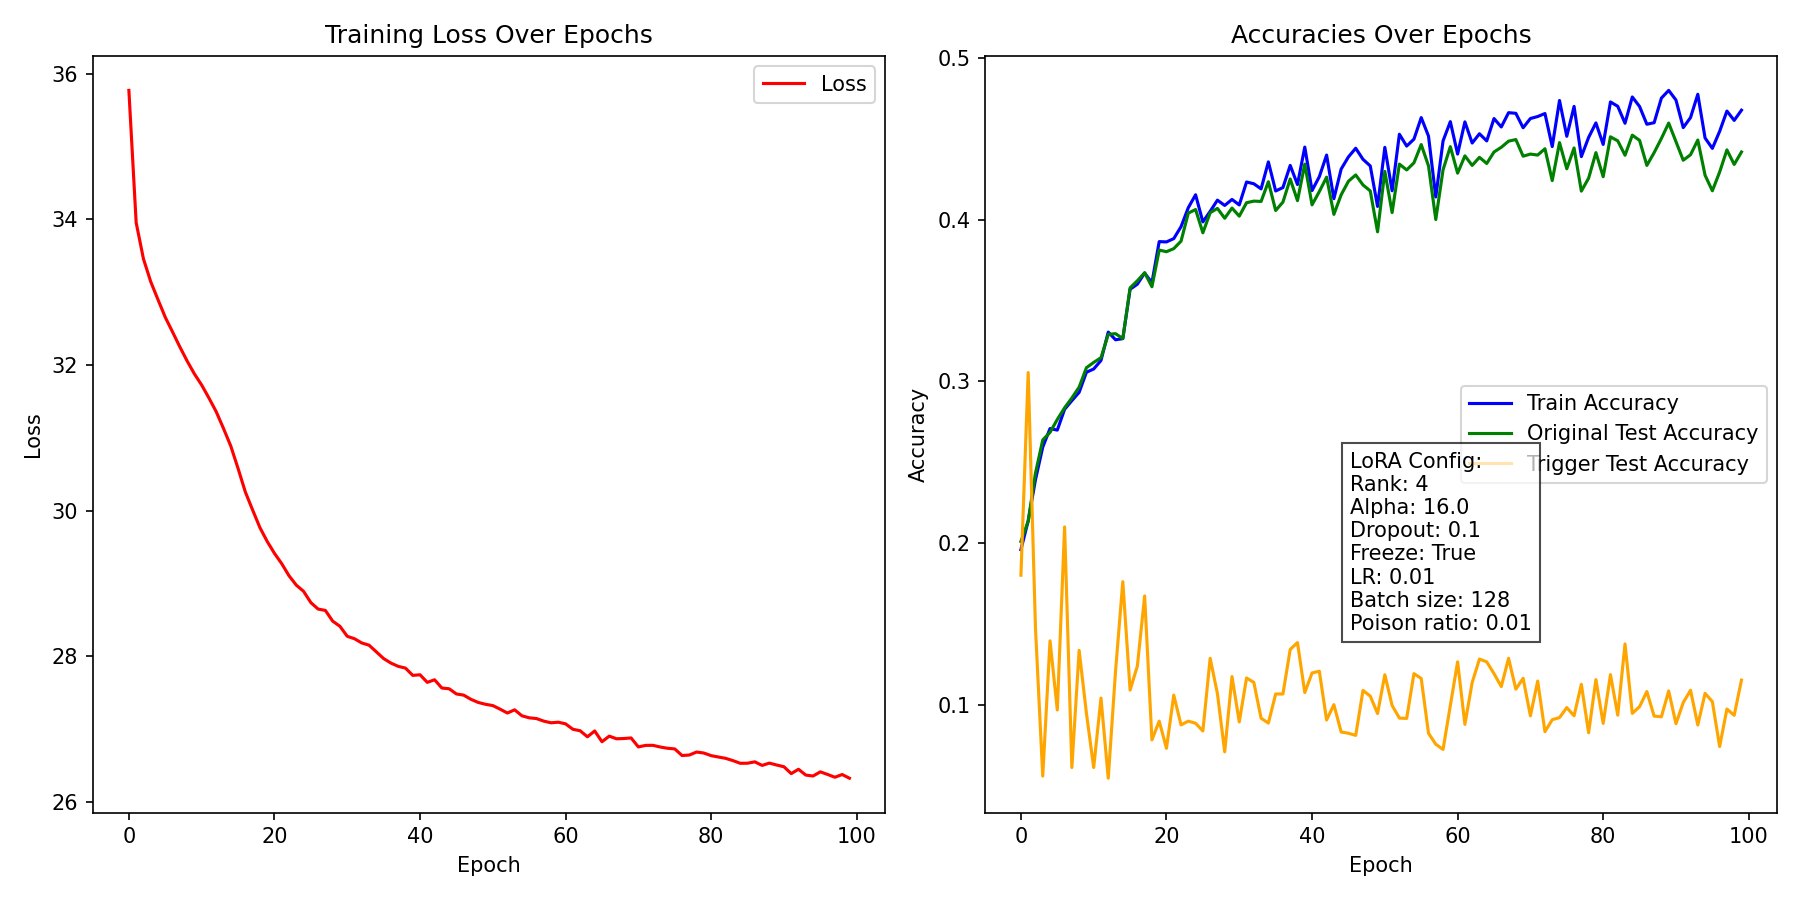 Training Loss Over Epochs
36
34
32
30
28
26
Loss
Loss
0
20
40
60
80
100
Epoch
Accuracies Over Epochs
0.5
0.4
0.3
0.2
0.1
Accuracy
Train Accuracy
Original Test Accuracy
Trigger Test Accuracy
LoRA Config:
Rank: 4
Alpha: 16.0
Dropout: 0.1
Freeze: True
LR: 0.01
Batch size: 128
Poison ratio: 0.01
0
20
40
60
80
100
Epoch